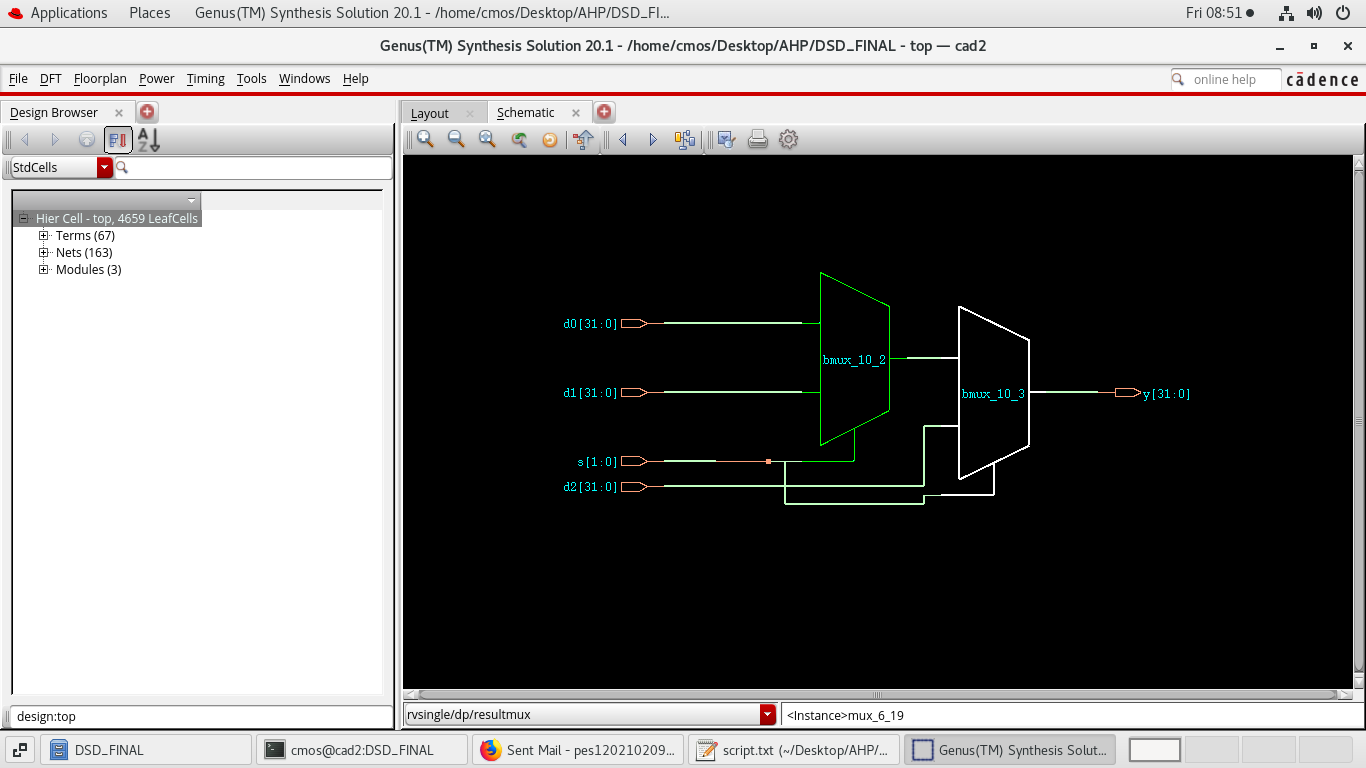 Applications Places Genus(TM) Synthesis Solution 20.1 - /home/cmos/Desktop/AHP/DSD_FI... Fri 08:51
Genus(TM) Synthesis Solution 20.1 - /home/cmos/Desktop/AHP/DSD_FINAL - top — cad2
File DFT Floorplan Power Timing Tools Windows Help online help cādence
Design Browser
Layout Schematic
StdCells
Hier Cell - top, 4659 LeafCells
Terms (67)
Nets (163)
Modules (3)
d0[31:0]
bmux_10_2
d1[31:0]
bmux_10_3
y[31:0]
s[1:0]
d2[31:0]
design:top
rvsingle/dp/resultmux <Instance>mux_6_19
DSD_FINAL cmos@cad2:DSD_FINAL Sent Mail - pes120210209... script.txt (~/Desktop/AHP/... Genus(TM) Synthesis Solut...